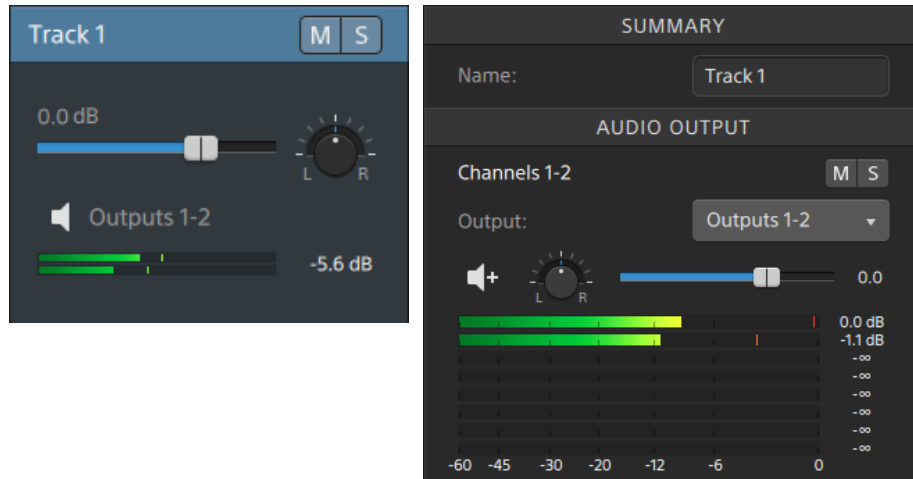 Track 1 M S
0.0 dB
L R
Outputs 1-2
-5.6 dB
SUMMARY
Name: Track 1
AUDIO OUTPUT
Channels 1-2 M S
Output: Outputs 1-2
L R 0.0
0.0 dB
-1.1 dB
-∞
-∞
-∞
-∞
-∞
-∞
-60 -45 -30 -20 -12 -6 0